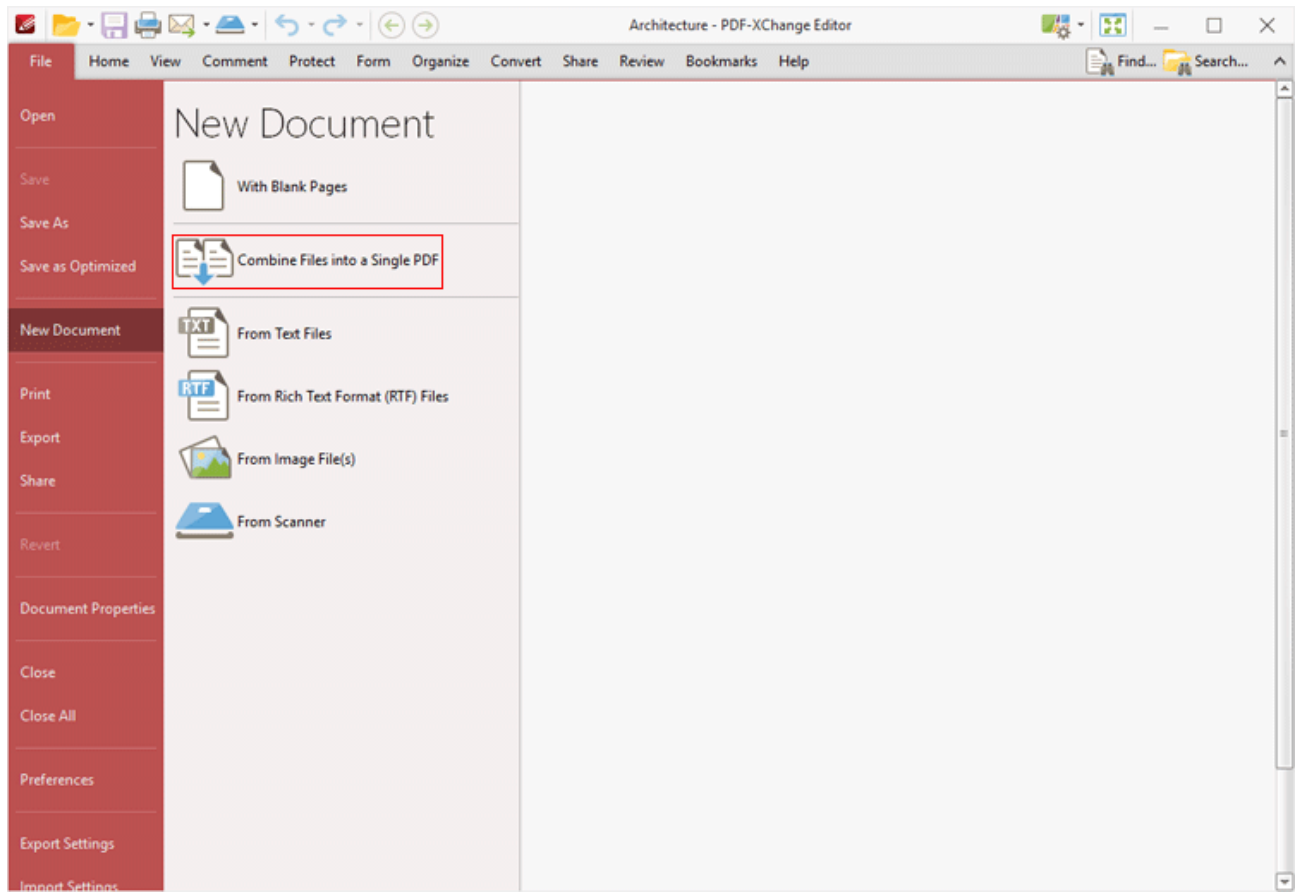 Architecture - PDF-XChange Editor
File Home View Comment Protect Form Organize Convert Share Review Bookmarks Help Find... Search...
Open
Save
Save As
Save as Optimized
New Document
Print
Export
Share
Revert
Document Properties
Close
Close All
Preferences
Export Settings
Import Settings
New Document
With Blank Pages
Combine Files into a Single PDF
TXT From Text Files
RTF From Rich Text Format (RTF) Files
From Image File(s)
From Scanner